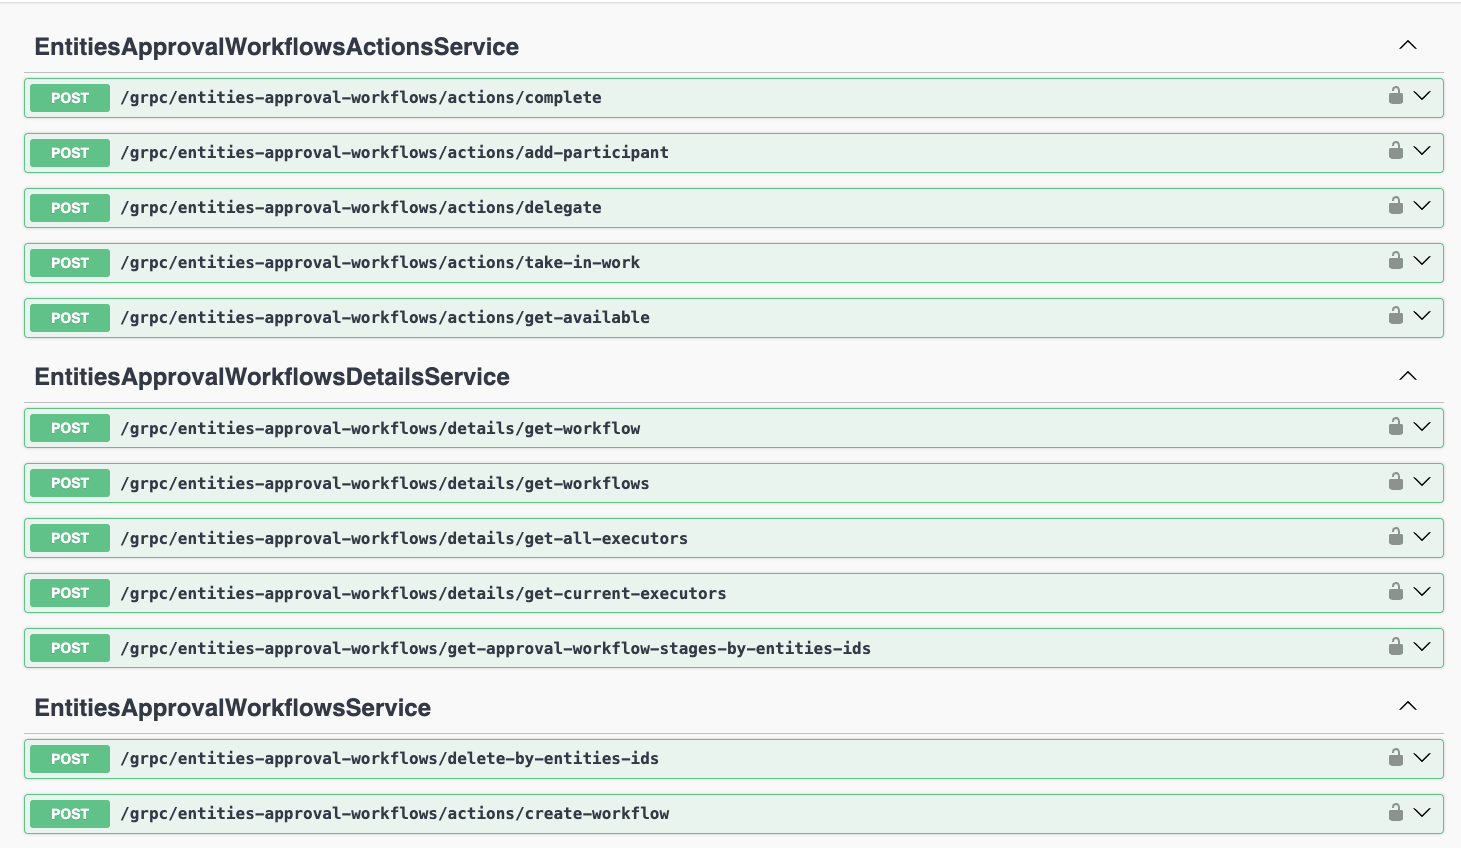 EntitiesApprovalWorkflowsActionsService
POST /grpc/entities-approval-workflows/actions/complete
POST /grpc/entities-approval-workflows/actions/add-participant
POST /grpc/entities-approval-workflows/actions/delegate
POST /grpc/entities-approval-workflows/actions/take-in-work
POST /grpc/entities-approval-workflows/actions/get-available
EntitiesApprovalWorkflowsDetailsService
POST /grpc/entities-approval-workflows/details/get-workflow
POST /grpc/entities-approval-workflows/details/get-workflows
POST /grpc/entities-approval-workflows/details/get-all-executors
POST /grpc/entities-approval-workflows/details/get-current-executors
POST /grpc/entities-approval-workflows/get-approval-workflow-stages-by-entities-ids
EntitiesApprovalWorkflowsService
POST /grpc/entities-approval-workflows/delete-by-entities-ids
POST /grpc/entities-approval-workflows/actions/create-workflow